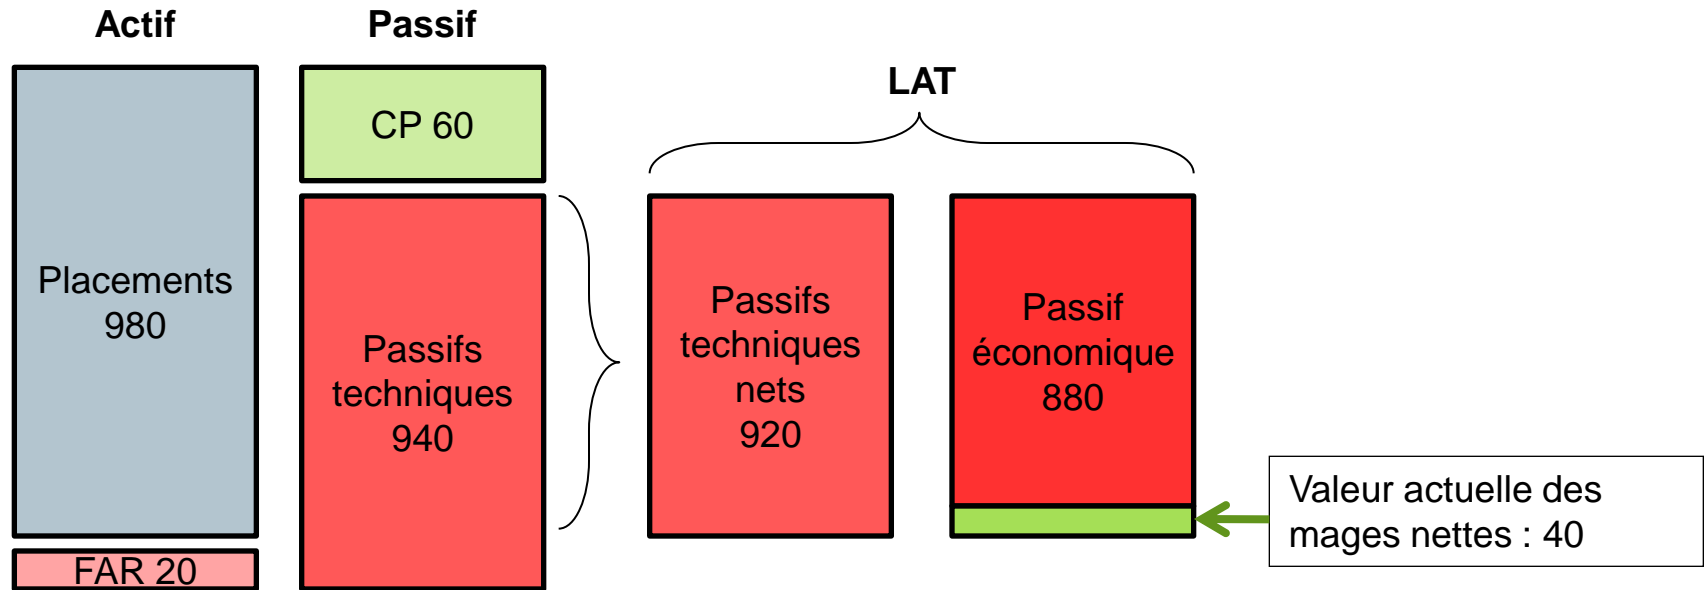 Actif
Passif
LAT
CP 60
Placements
980
Passifs
techniques
940
Passifs
techniques
nets
920
Passif
économique
880
Valeur actuelle des
mages nettes : 40
FAR 20